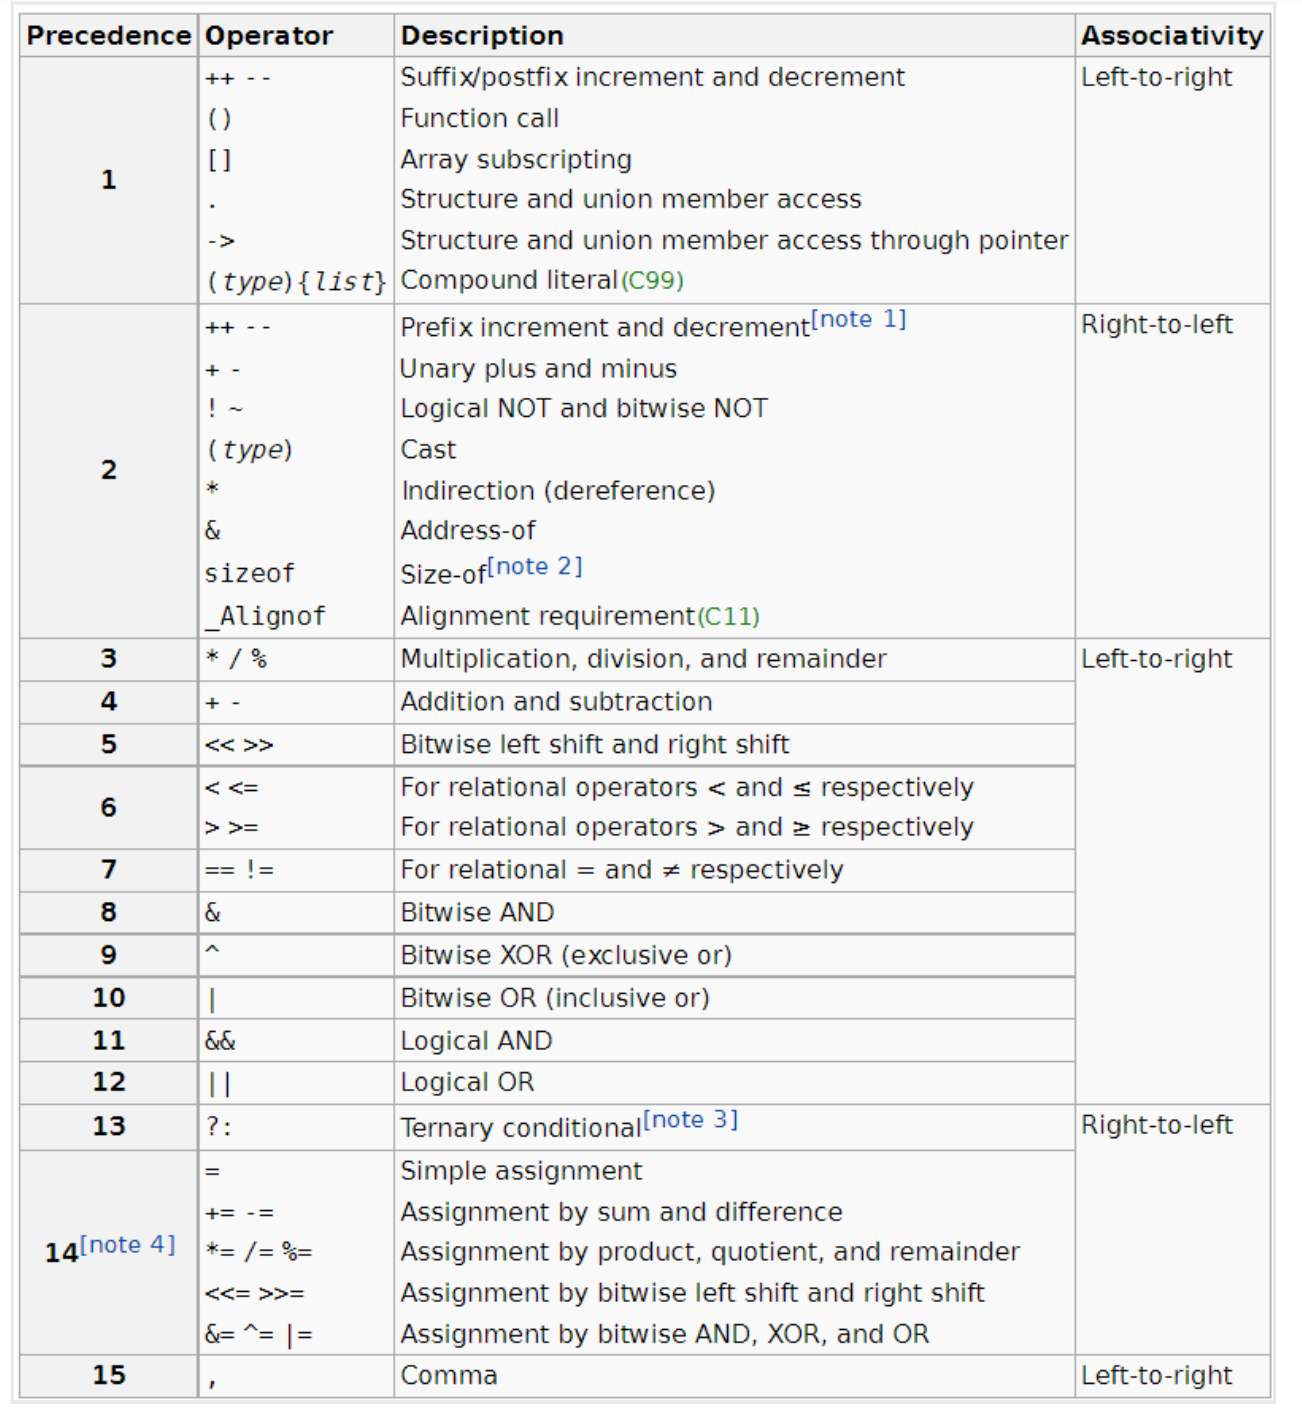 Precedence Operator Description Associativity
1 ++ -- Suffix/postfix increment and decrement Left-to-right
() Function call
[] Array subscripting
. Structure and union member access
-> Structure and union member access through pointer
(type){list} Compound literal(C99)
2 ++ -- Prefix increment and decrement[note 1] Right-to-left
+ - Unary plus and minus
! ~ Logical NOT and bitwise NOT
(type) Cast
* Indirection (dereference)
& Address-of
sizeof Size-of[note 2]
_Alignof Alignment requirement(C11)
3 * / % Multiplication, division, and remainder Left-to-right
4 + - Addition and subtraction
5 << >> Bitwise left shift and right shift
6 < <= For relational operators < and ≤ respectively
> >= For relational operators > and ≥ respectively
7 == != For relational = and ≠ respectively
8 & Bitwise AND
9 ^ Bitwise XOR (exclusive or)
10 | Bitwise OR (inclusive or)
11 && Logical AND
12 || Logical OR
13 ?: Ternary conditional[note 3] Right-to-left
14[note 4] = Simple assignment
+= -= Assignment by sum and difference
*= /= %= Assignment by product, quotient, and remainder
<<= >>= Assignment by bitwise left shift and right shift
&= ^= |= Assignment by bitwise AND, XOR, and OR
15 , Comma Left-to-right